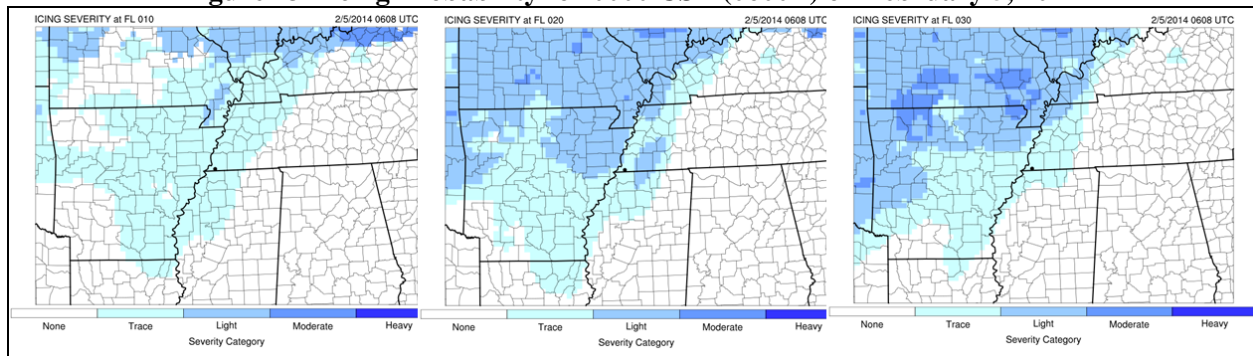 ICING SEVERITY at FL 010 2/5/2014 0608 UTC
None Trace Light Moderate Heavy
Severity Category
ICING SEVERITY at FL 020 2/5/2014 0608 UTC
None Trace Light Moderate
Severity Category
ICING SEVERITY at FL 030 2/5/2014 0608 UTC
None Trace Light Moderate Heavy
Severity Category